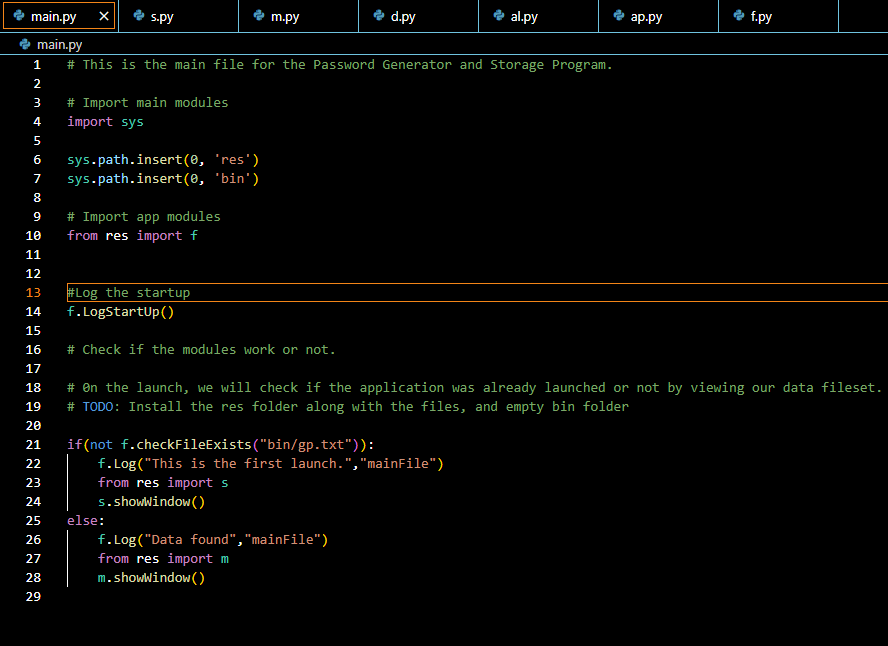 main.py × s.py m.py d.py al.py ap.py f.py
main.py
1 # This is the main file for the Password Generator and Storage Program.
2
3 # Import main modules
4 import sys
5
6 sys.path.insert(0, 'res')
7 sys.path.insert(0, 'bin')
8
9 # Import app modules
10 from res import f
11
12
13 #Log the startup
14 f.LogStartUp()
15
16 # Check if the modules work or not.
17
18 # 0n the launch, we will check if the application was already launched or not by viewing our data fileset.
19 # TODO: Install the res folder along with the files, and empty bin folder
20
21 if(not f.checkFileExists("bin/gp.txt")):
22     f.Log("This is the first launch.","mainFile")
23     from res import s
24     s.showWindow()
25 else:
26     f.Log("Data found","mainFile")
27     from res import m
28     m.showWindow()
29